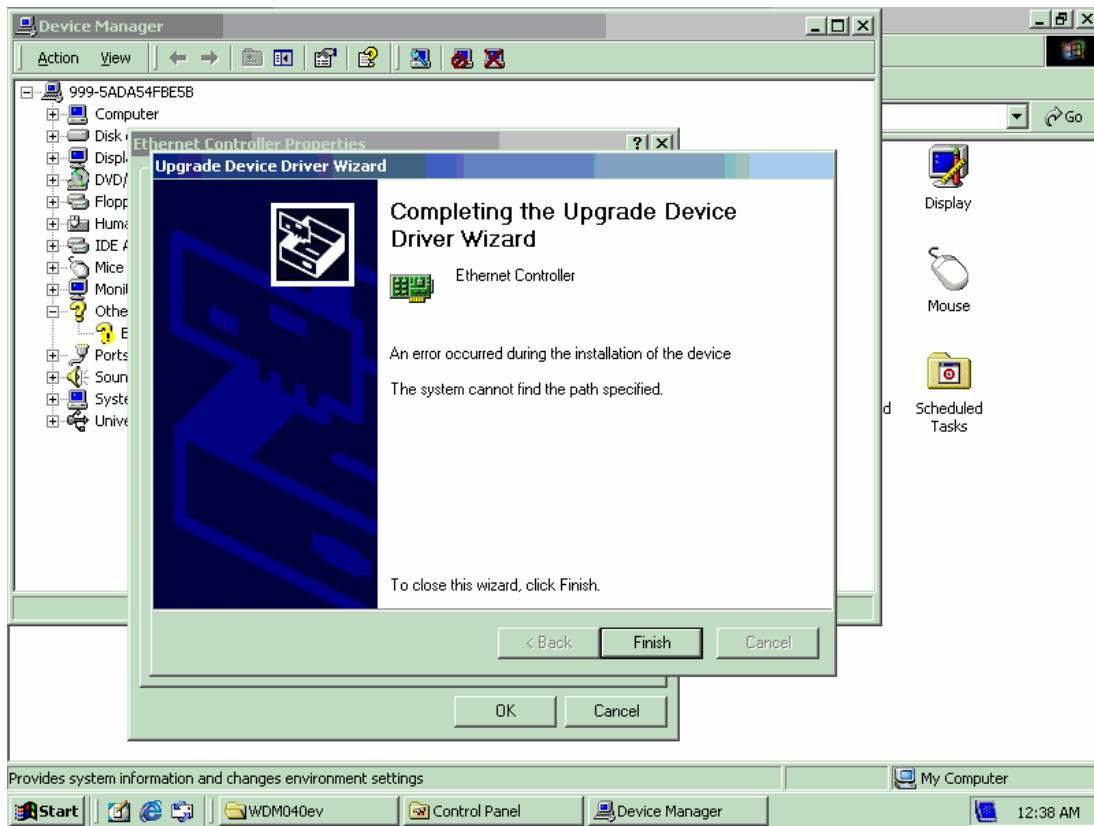 Device Manager
Action View
999-5ADA54FBE5B
Computer
Disk
Displ
DVD/
Flopp
Huma
IDE A
Mice
Monit
Othe
E
Ports
Soun
Syste
Unive
Ethernet Controller Properties
Upgrade Device Driver Wizard
Completing the Upgrade Device
Driver Wizard
Ethernet Controller
An error occurred during the installation of the device
The system cannot find the path specified.
To close this wizard, click Finish.
< Back Finish Cancel
OK Cancel
Go
Display
Mouse
d
Scheduled
Tasks
Provides system information and changes environment settings
My Computer
Start WDM040ev Control Panel Device Manager 12:38 AM